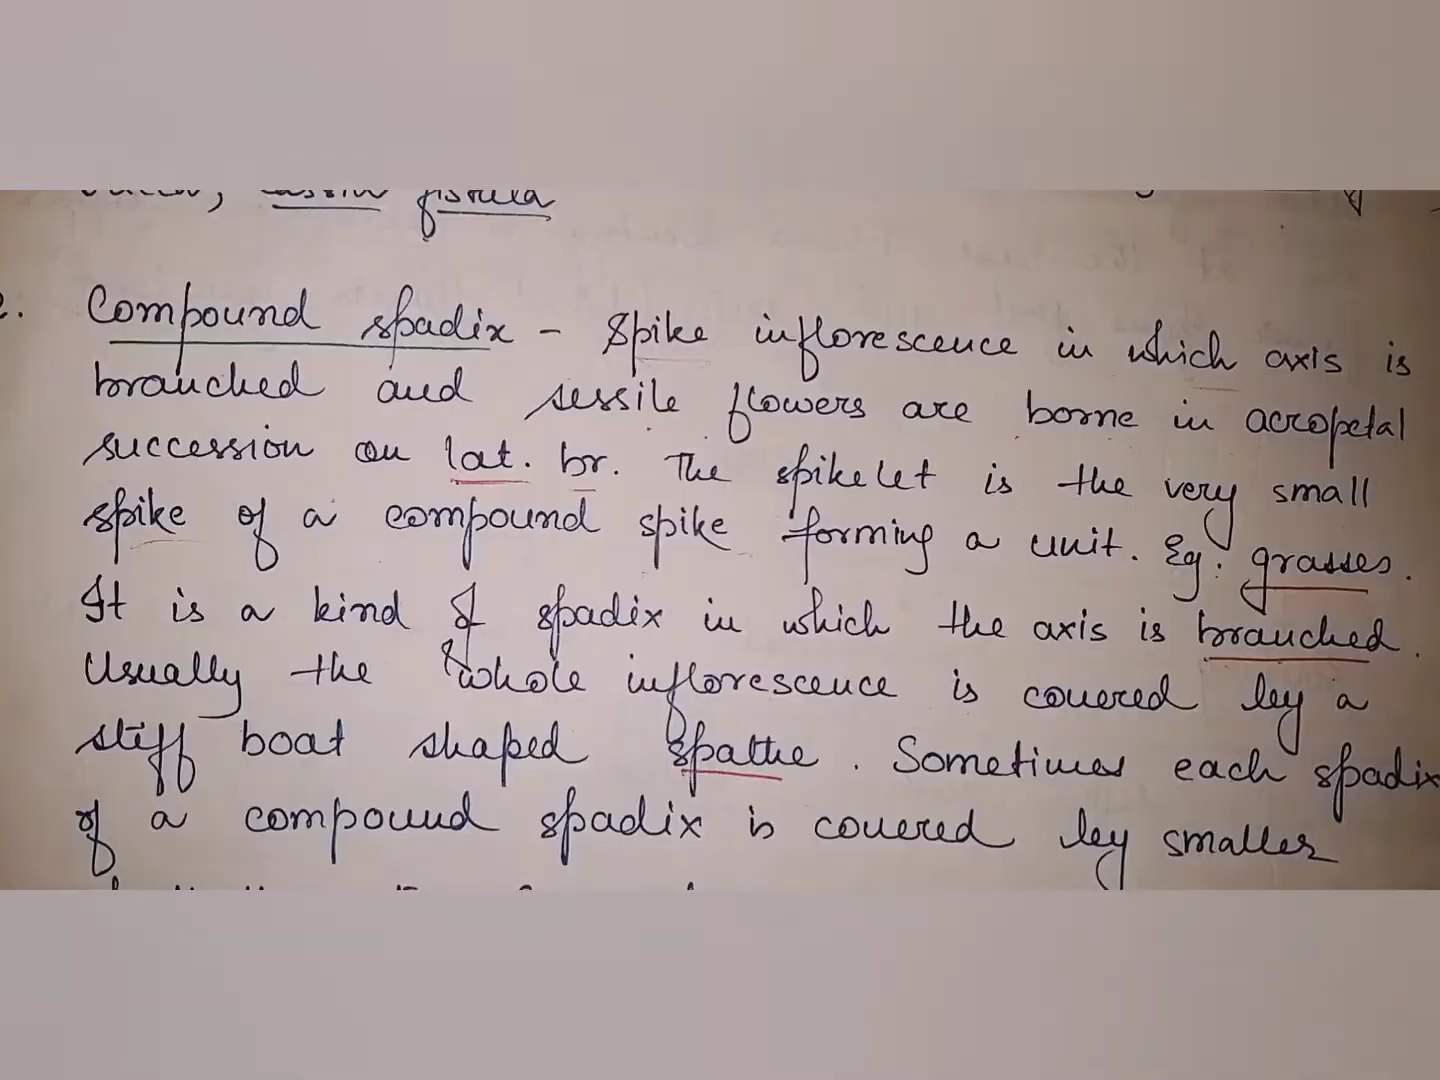 fistula
2. Compound spadix - Spike inflorescence in which axis is
branched and sessile flowers are borne in acropetal
succession on lat. br. The spikelet is the very small
spike of a compound spike forming a unit. Eg. grasses.
It is a kind of spadix in which the axis is branched.
Usually the whole inflorescence is covered by a
stiff boat shaped spathe. Sometimes each spadix
of a compound spadix is covered by smaller